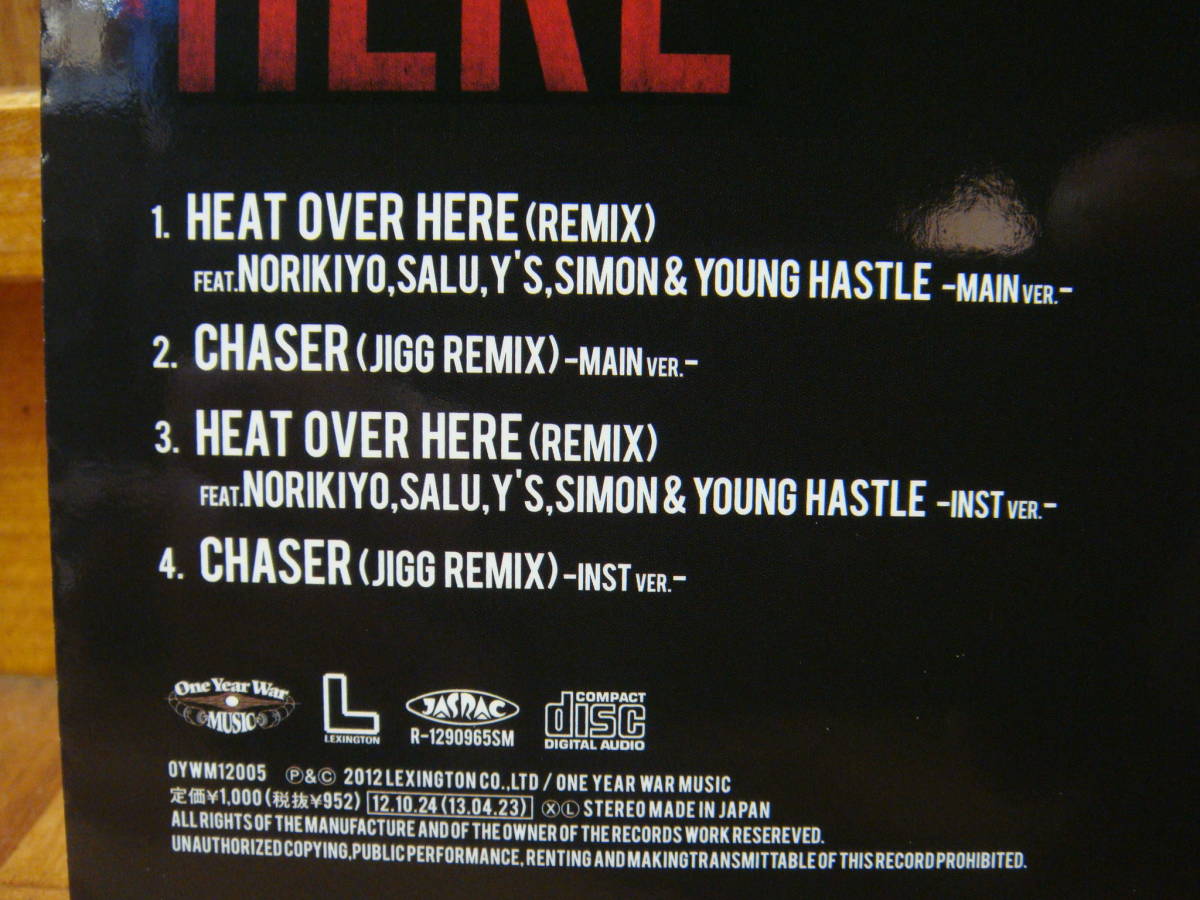 HERE
1. HEAT OVER HERE (REMIX)
FEAT.NORIKIYO,SALU,Y'S,SIMON & YOUNG HASTLE -MAIN VER.-
2. CHASER (JIGG REMIX) -MAIN VER.-
3. HEAT OVER HERE (REMIX)
FEAT.NORIKIYO,SALU,Y'S,SIMON & YOUNG HASTLE -INST VER.-
4. CHASER (JIGG REMIX) -INST VER.-
One Year War
MUSIC
L
LEXINGTON
JASRAC
R-1290965SM
COMPACT
disc
DIGITAL AUDIO
OYWM12005 Ⓟ&© 2012 LEXINGTON CO.,LTD / ONE YEAR WAR MUSIC
定価¥1,000(税抜¥952) 12.10.24 (13.04.23) ⓍⓁ STEREO MADE IN JAPAN
ALL RIGHTS OF THE MANUFACTURE AND OF THE OWNER OF THE RECORDS WORK RESEREVED.
UNAUTHORIZED COPYING,PUBLIC PERFORMANCE, RENTING AND MAKINGTRANSMITTABLE OF THIS RECORD PROHIBITED.